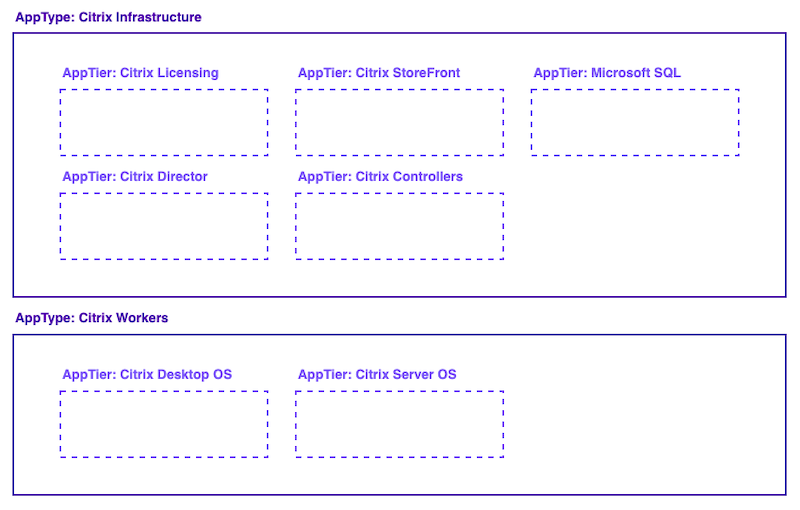 AppType: Citrix Infrastructure
AppTier: Citrix Licensing
AppTier: Citrix StoreFront
AppTier: Microsoft SQL
AppTier: Citrix Director
AppTier: Citrix Controllers
AppType: Citrix Workers
AppTier: Citrix Desktop OS
AppTier: Citrix Server OS